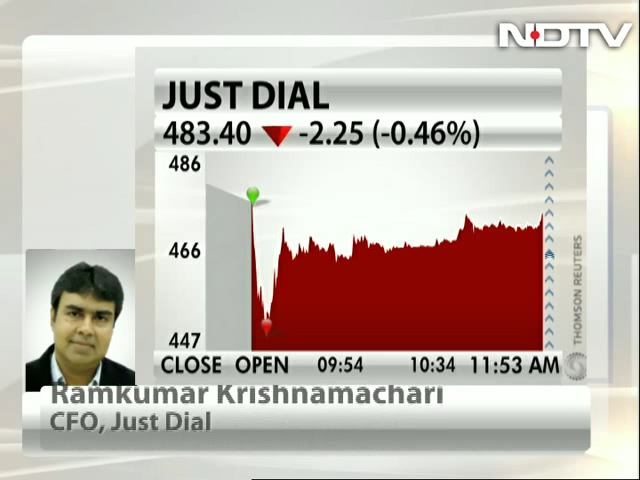 NDTV
JUST DIAL
483.40 -2.25 (-0.46%)
486
466
447
CLOSE OPEN 09:54 10:34 11:53 AM
THOMSON REUTERS
Ramkumar Krishnamachari
CFO, Just Dial